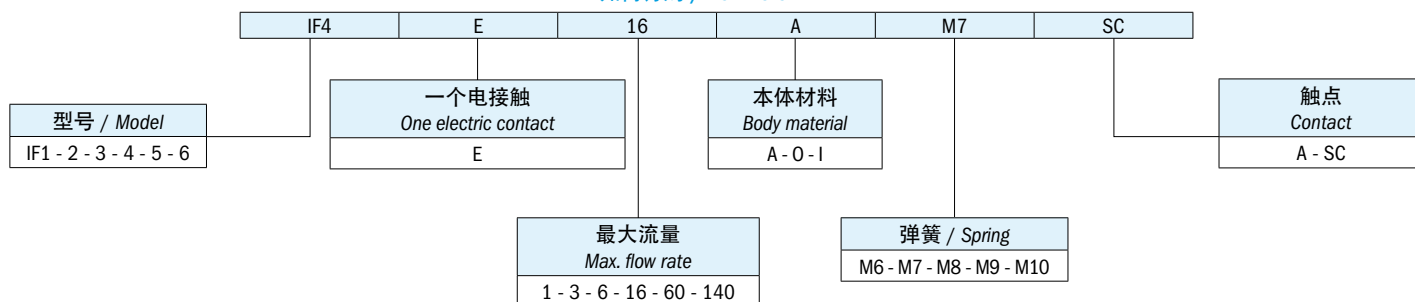 IF4 E 16 A M7 SC
型号 / Model
IF1 - 2 - 3 - 4 - 5 - 6
一个电接触
One electric contact
E
本体材料
Body material
A - O - I
触点
Contact
A - SC
最大流量
Max. flow rate
1 - 3 - 6 - 16 - 60 - 140
弹簧 / Spring
M6 - M7 - M8 - M9 - M10